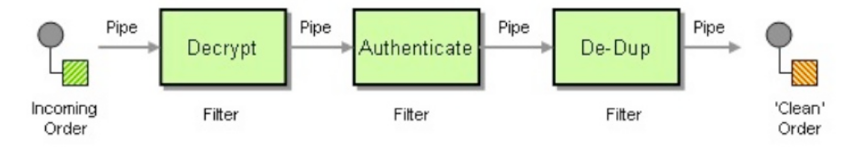 Pipe
Pipe
Pipe
Pipe
Decrypt
Authenticate
De-Dup
Incoming
Order
Filter
Filter
Filter
'Clean'
Order